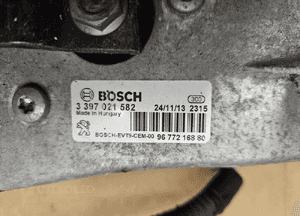 BOSCH
3 397 021 582 24/11/13 2315
Made in Hungary
BOSCH-EVT9-CEM-00 96 772 168 80